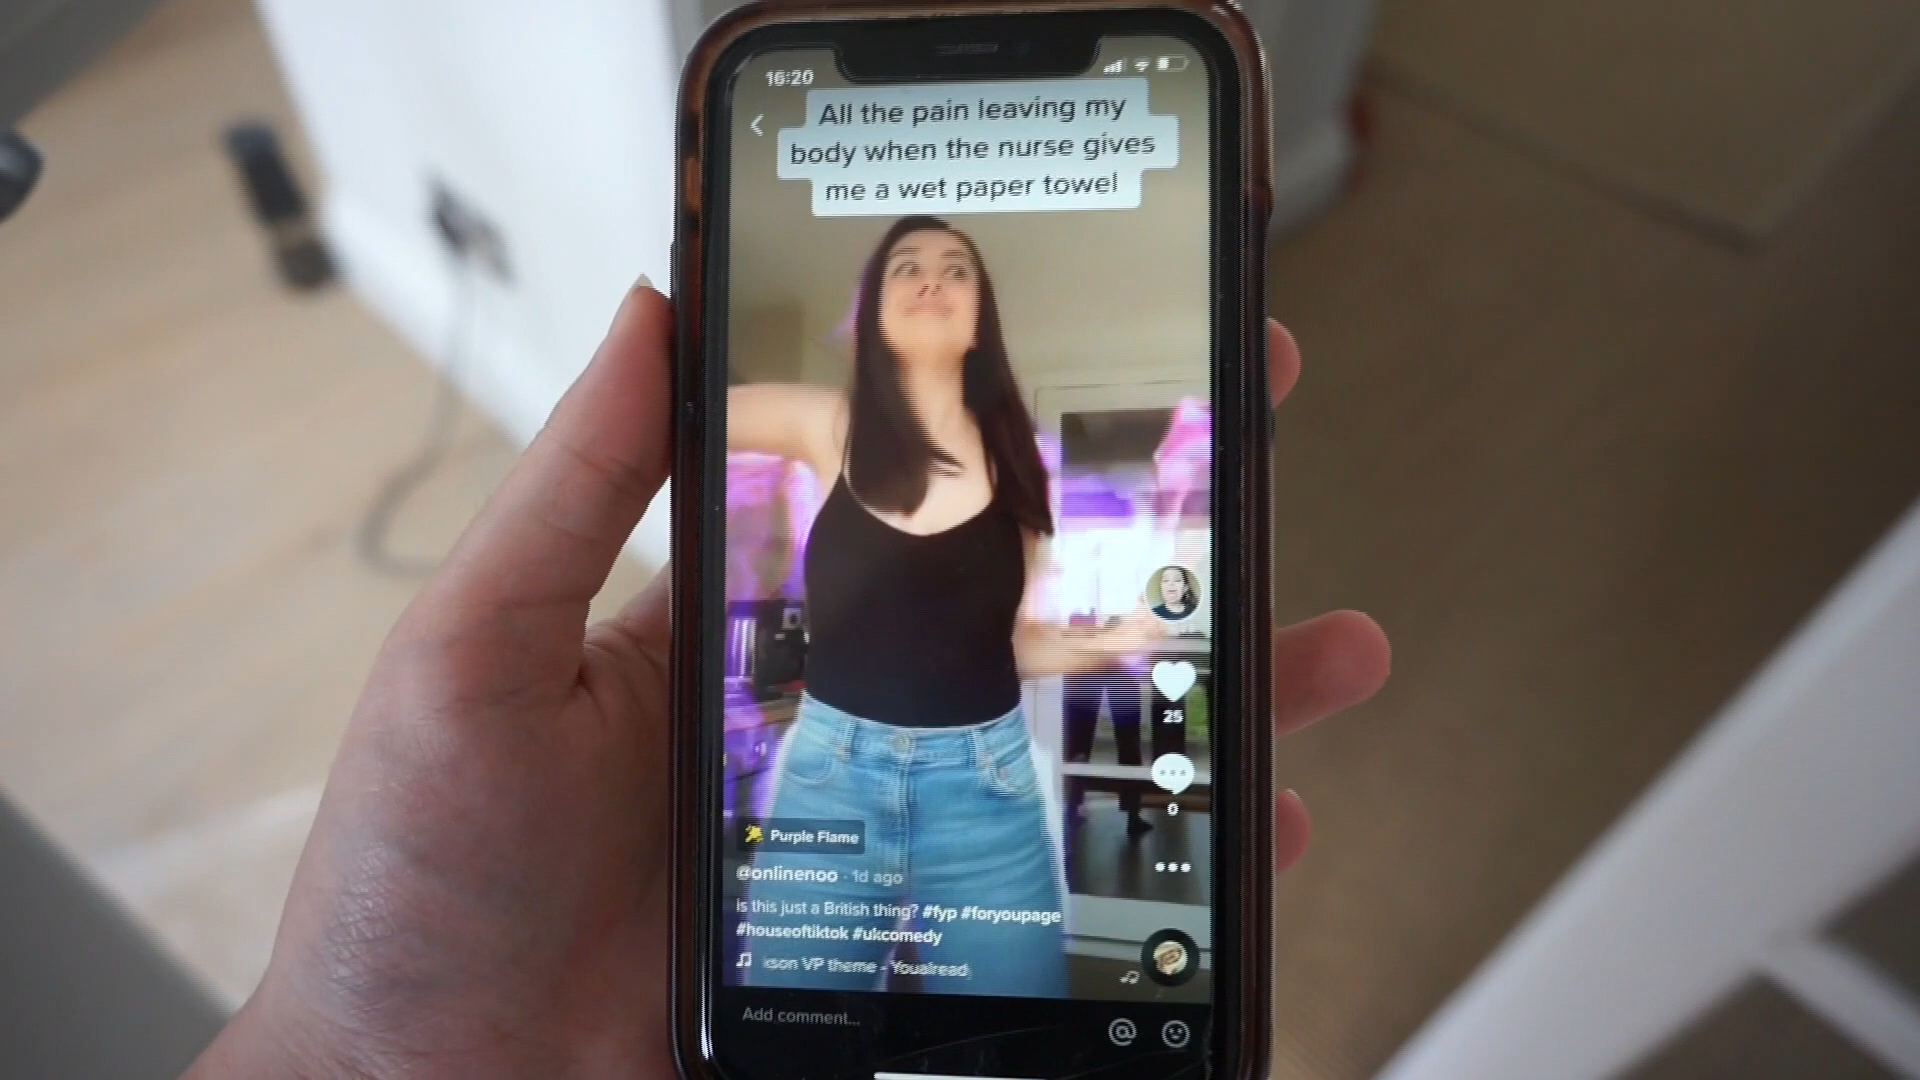 16:20
All the pain leaving my
body when the nurse gives
me a wet paper towel
25
0
Purple Flame
@onlinenoo · 1d ago
is this just a British thing? #fyp #foryoupage
#houseoftiktok #ukcomedy
kson VP theme - Youalread
Add comment...